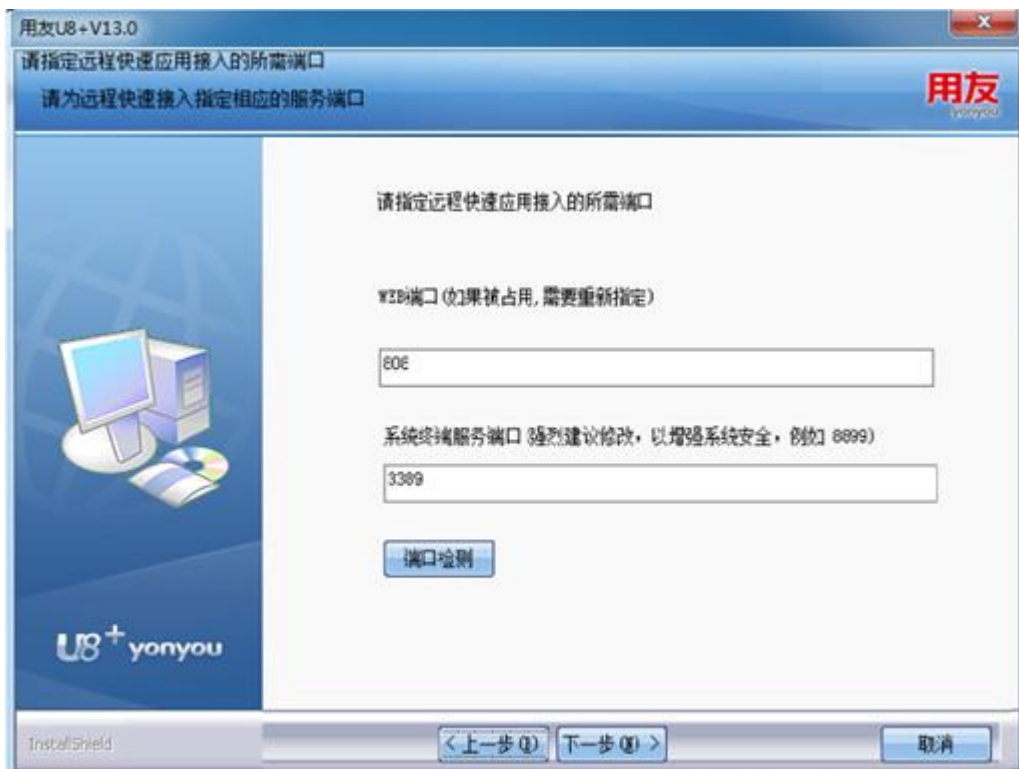 用友U8+V13.0
请指定远程快速应用接入的所需端口
请为远程快速接入指定相应的服务端口
用友
yonyou
请指定远程快速应用接入的所需端口
WEB端口(如果被占用,需要重新指定)
808
系统终端服务端口(强烈建议修改，以增强系统安全，例如 8899)
3389
端口检测
U8+ yonyou
InstallShield
<上一步(B)
下一步(N) >
取消